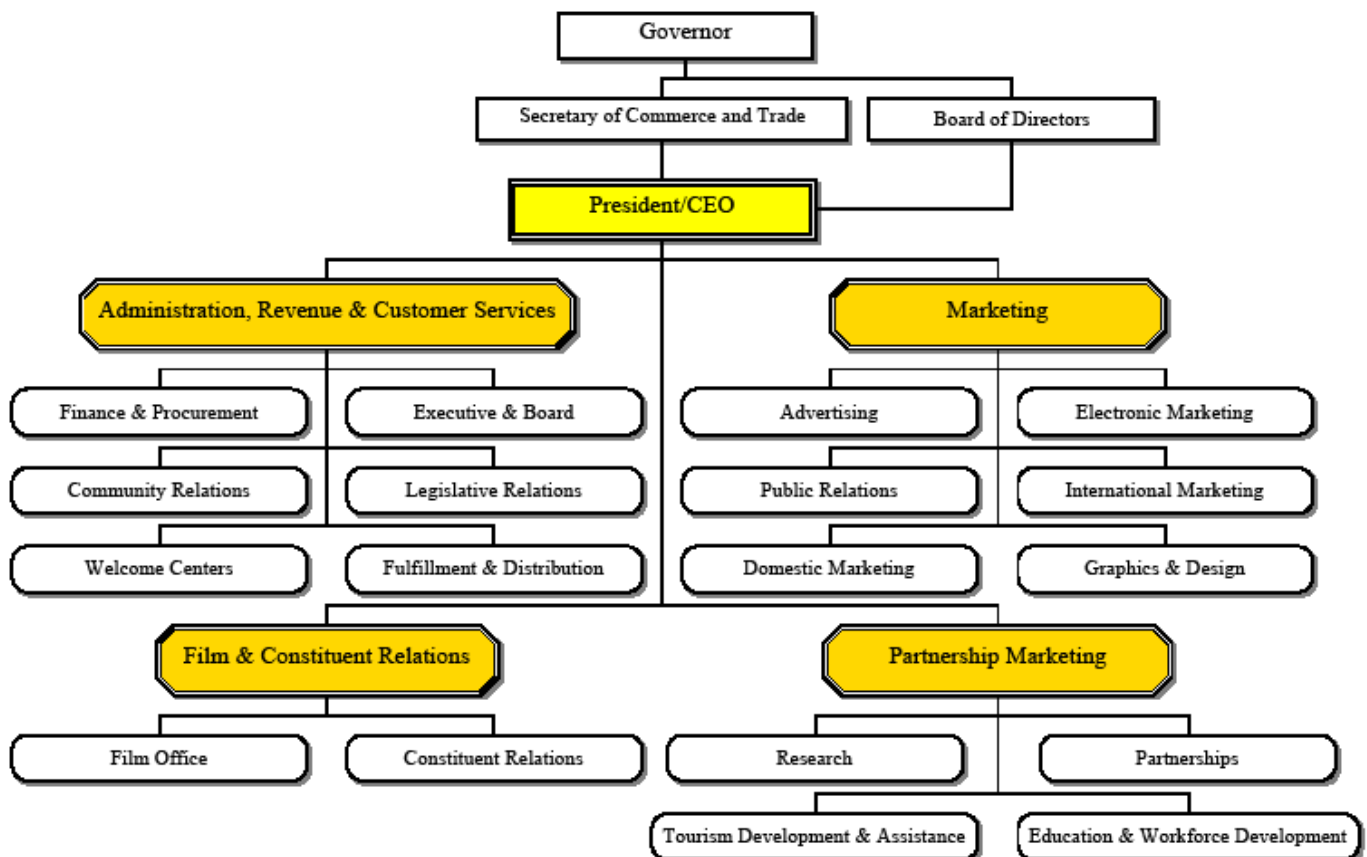 Governor
Secretary of Commerce and Trade
Board of Directors
President/CEO
Administration, Revenue & Customer Services
Marketing
Finance & Procurement
Executive & Board
Advertising
Electronic Marketing
Community Relations
Legislative Relations
Public Relations
International Marketing
Welcome Centers
Fulfillment & Distribution
Domestic Marketing
Graphics & Design
Film & Constituent Relations
Partnership Marketing
Film Office
Constituent Relations
Research
Partnerships
Tourism Development & Assistance
Education & Workforce Development